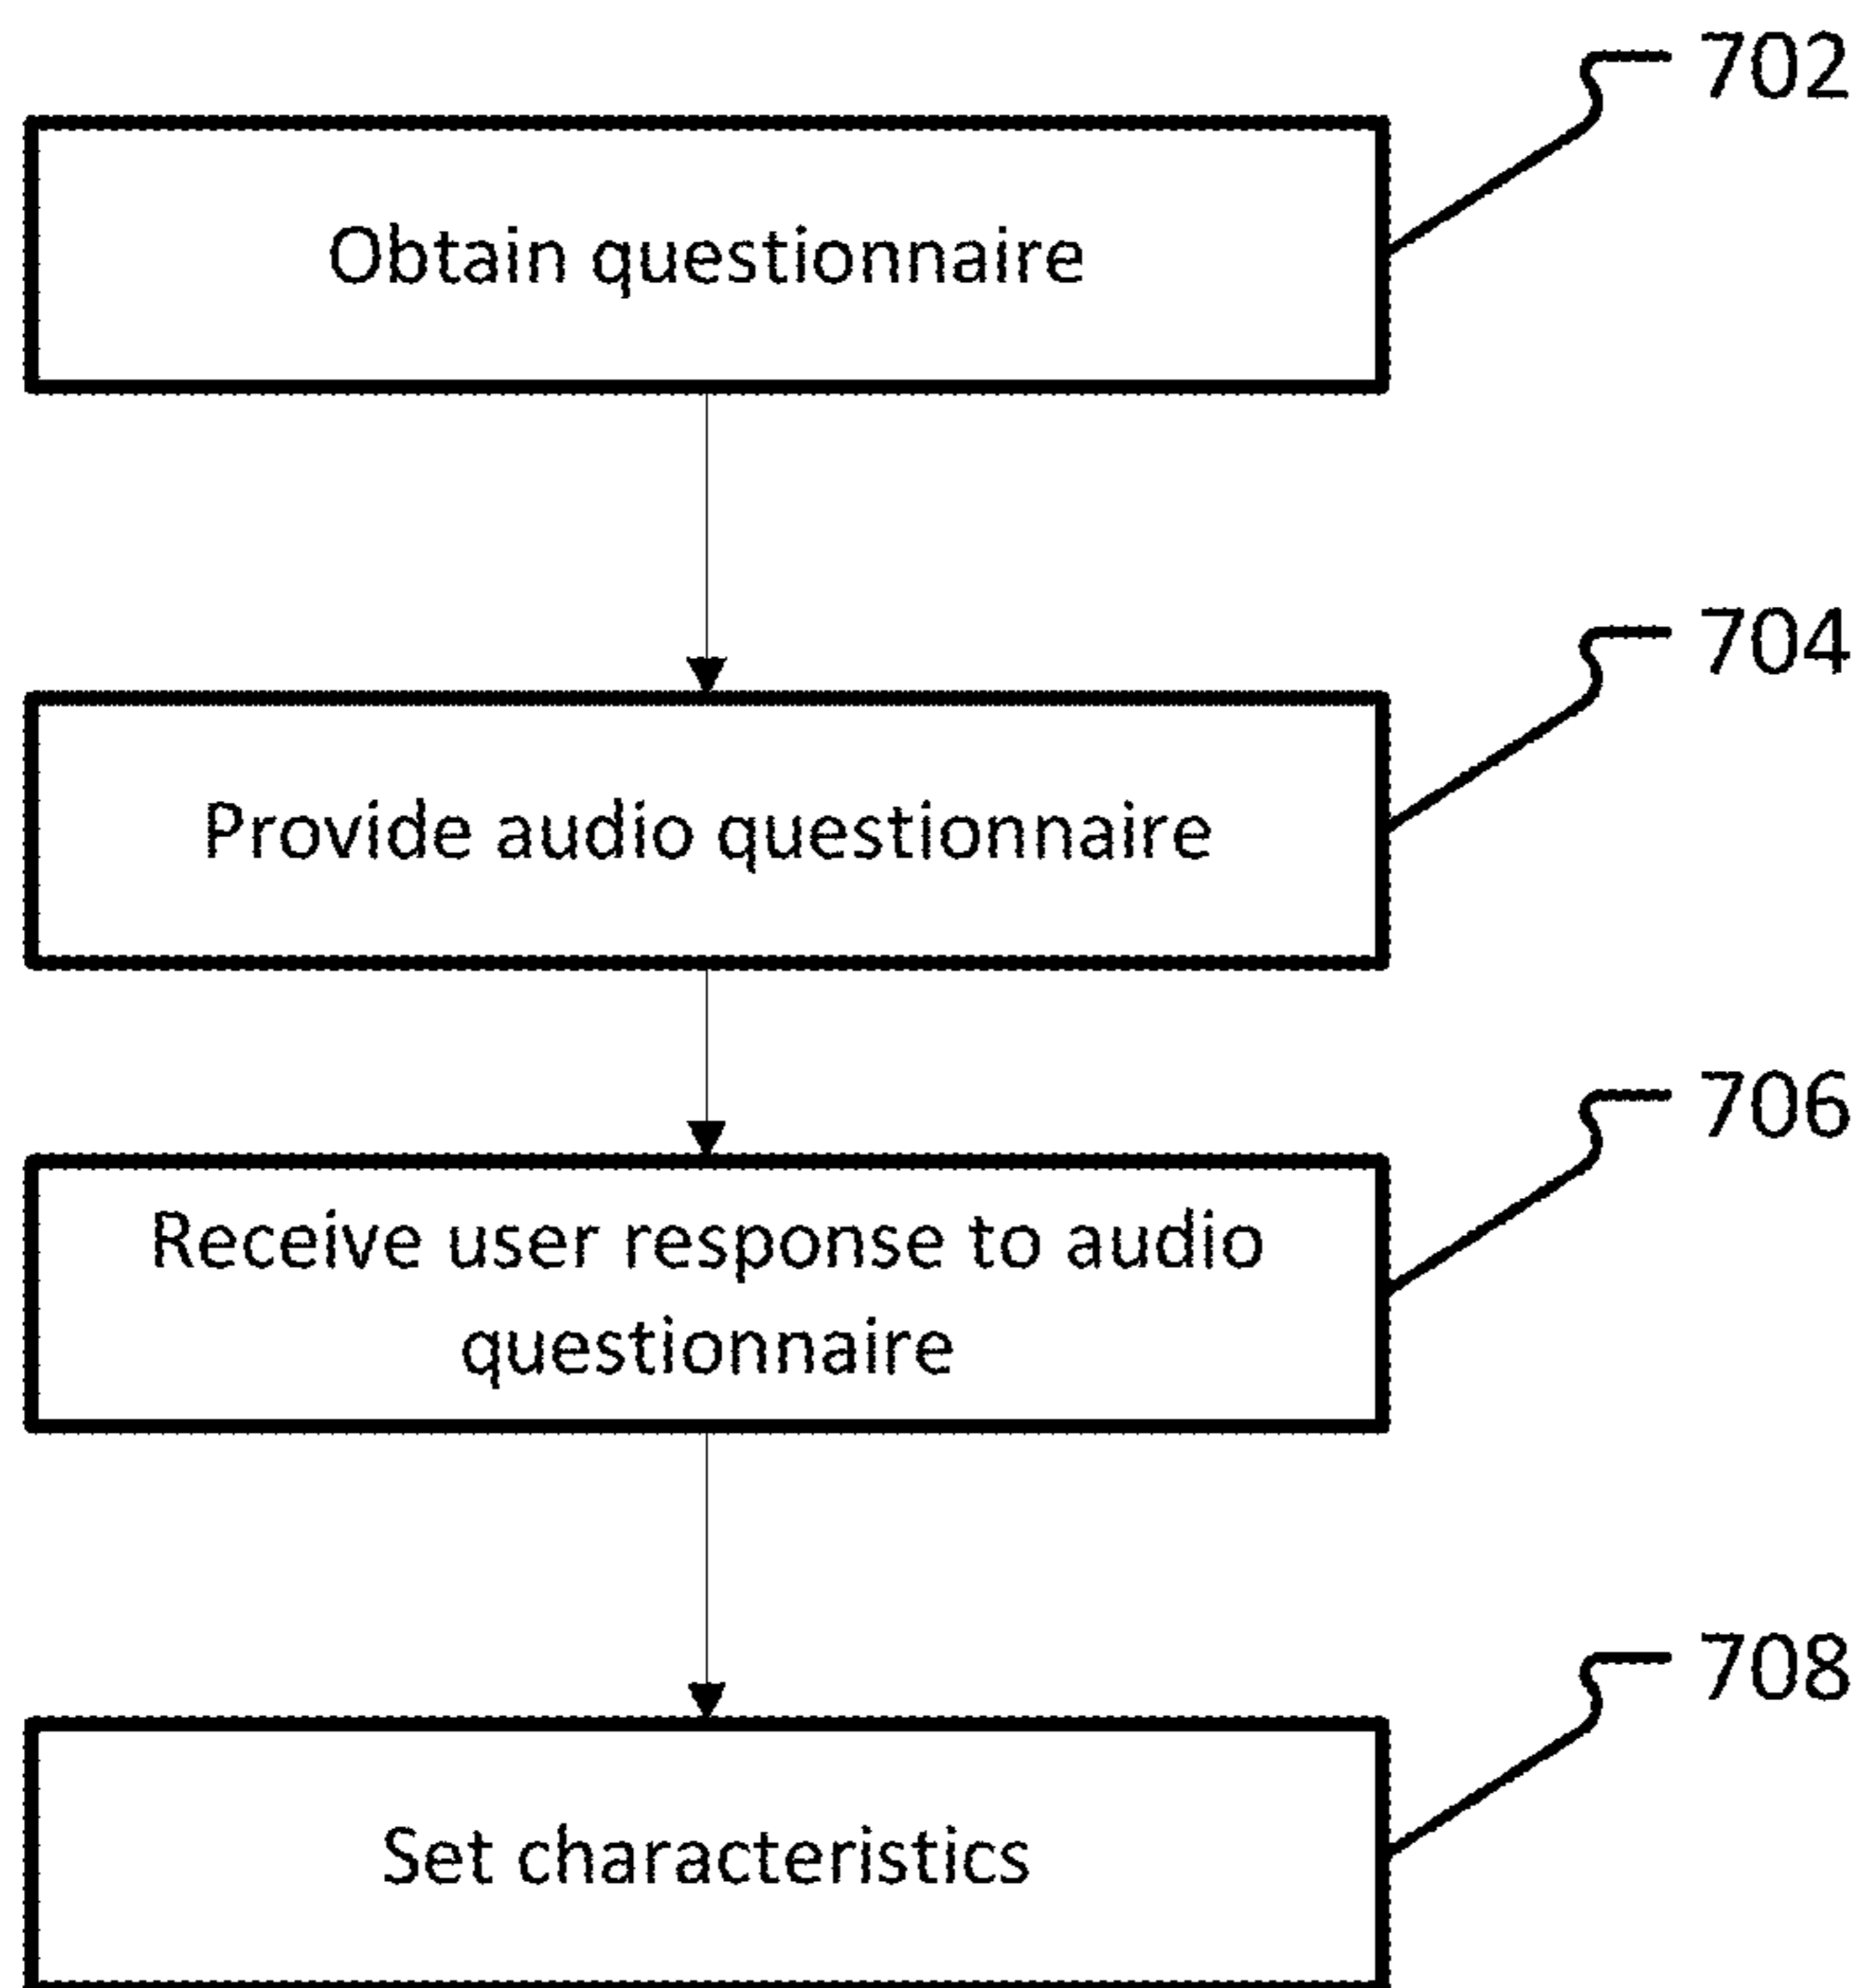 702
Obtain questionnaire
704
Provide audio questionnaire
706
Receive user response to audio
questionnaire
708
Set characteristics